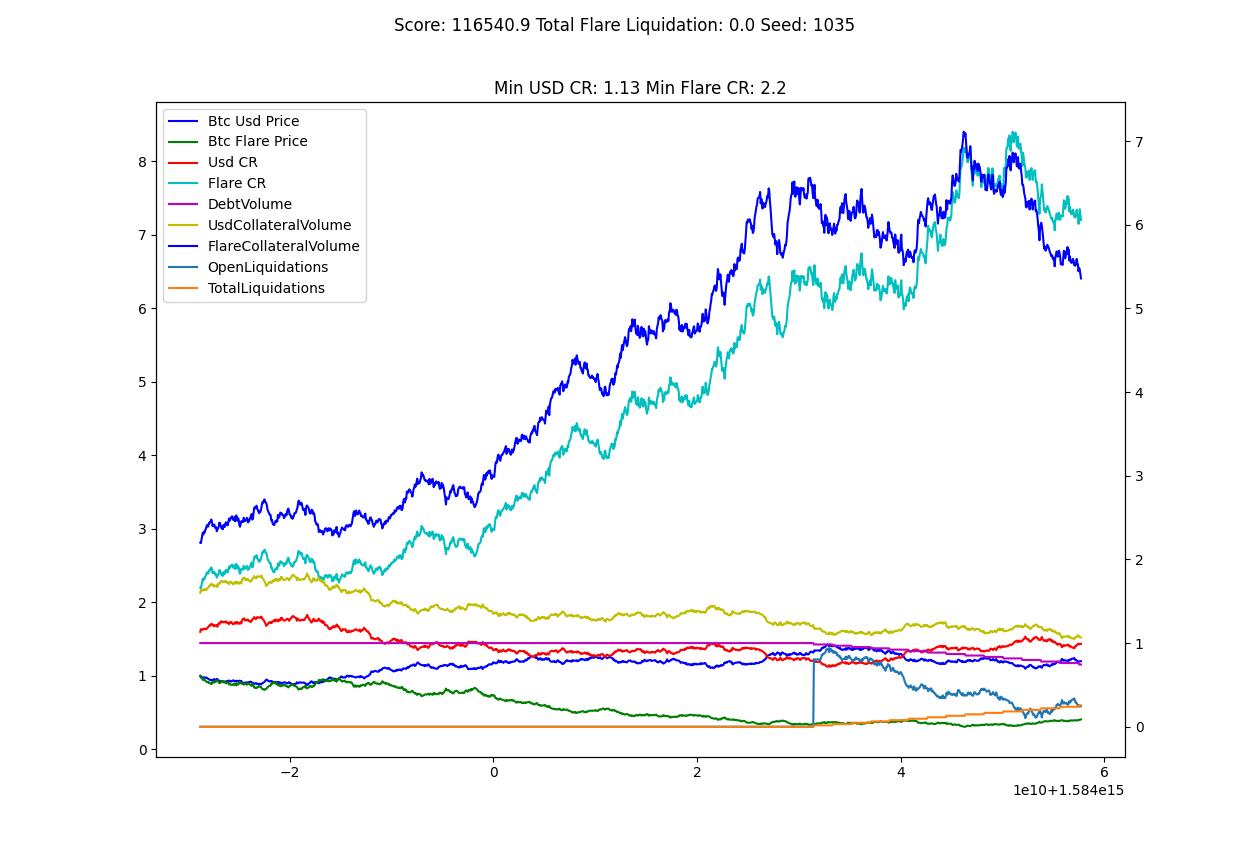 Score: 116540.9 Total Flare Liquidation: 0.0 Seed: 1035
Min USD CR: 1.13 Min Flare CR: 2.2
Btc Usd Price
Btc Flare Price
Usd CR
Flare CR
DebtVolume
UsdCollateralVolume
FlareCollateralVolume
OpenLiquidations
TotalLiquidations
8
7
6
5
4
3
2
1
0
7
6
5
4
3
2
1
0
−2
0
2
4
6
1e10+1.584e15